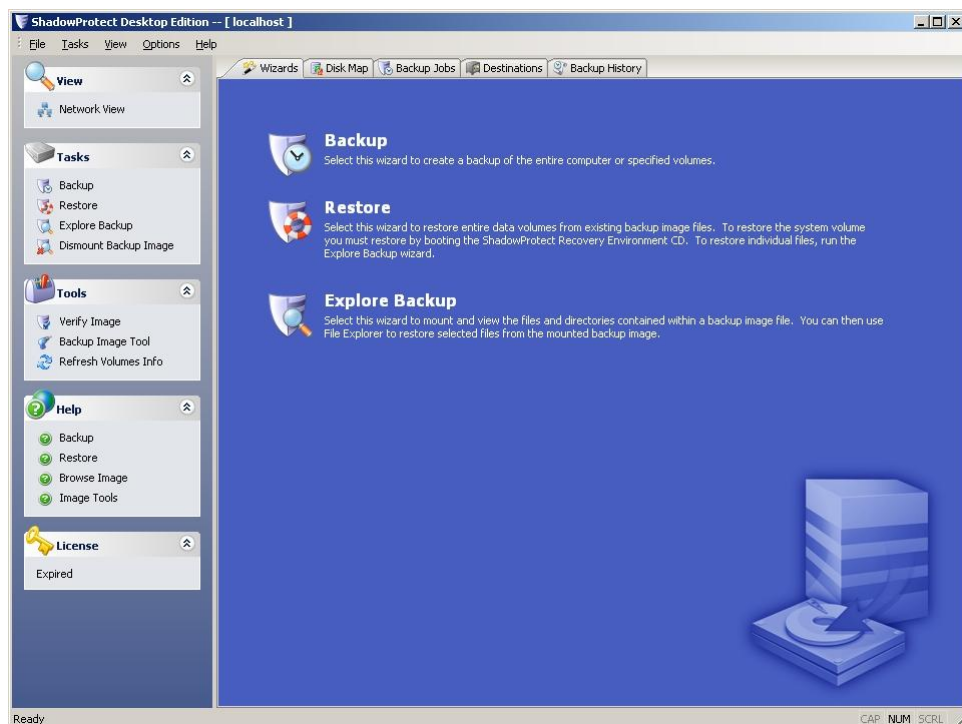 ShadowProtect Desktop Edition -- [ localhost ]
File Tasks View Options Help
View
Network View
Tasks
Backup
Restore
Explore Backup
Dismount Backup Image
Tools
Verify Image
Backup Image Tool
Refresh Volumes Info
Help
Backup
Restore
Browse Image
Image Tools
License
Expired
Wizards Disk Map Backup Jobs Destinations Backup History
Backup
Select this wizard to create a backup of the entire computer or specified volumes.
Restore
Select this wizard to restore entire data volumes from existing backup image files. To restore the system volume
you must restore by booting the ShadowProtect Recovery Environment CD. To restore individual files, run the
Explore Backup wizard.
Explore Backup
Select this wizard to mount and view the files and directories contained within a backup image file. You can then use
File Explorer to restore selected files from the mounted backup image.
Ready
CAP NUM SCRL